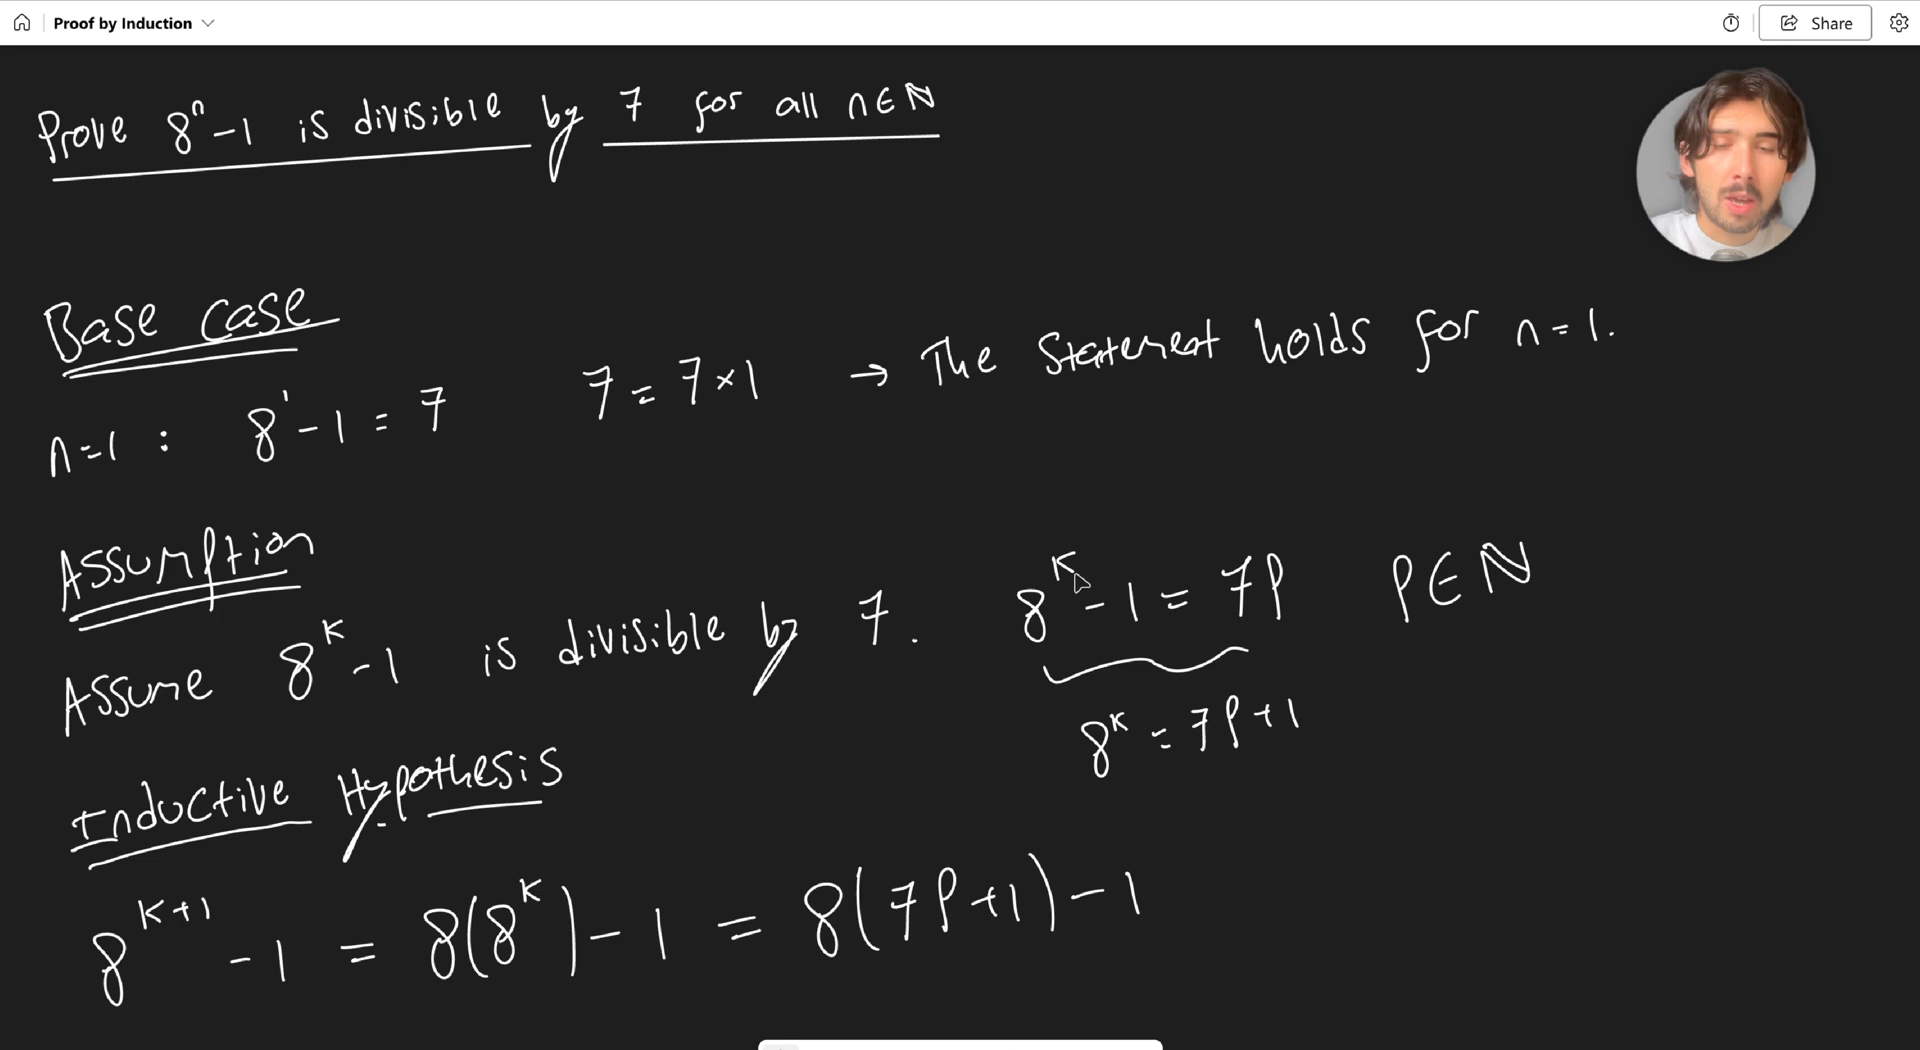 Proof by Induction
Share
Prove 8ⁿ-1 is divisible by 7 for all n∈ℕ
Base case
n=1 : 8¹-1 = 7 7 = 7×1 → The Statement holds for n=1.
Assumption
Assume 8ᴷ-1 is divisible by 7. 8ᴷ-1 = 7P P∈ℕ
8ᴷ = 7P+1
Inductive Hypothesis
8ᴷ⁺¹ -1 = 8(8ᴷ)-1 = 8(7P+1)-1